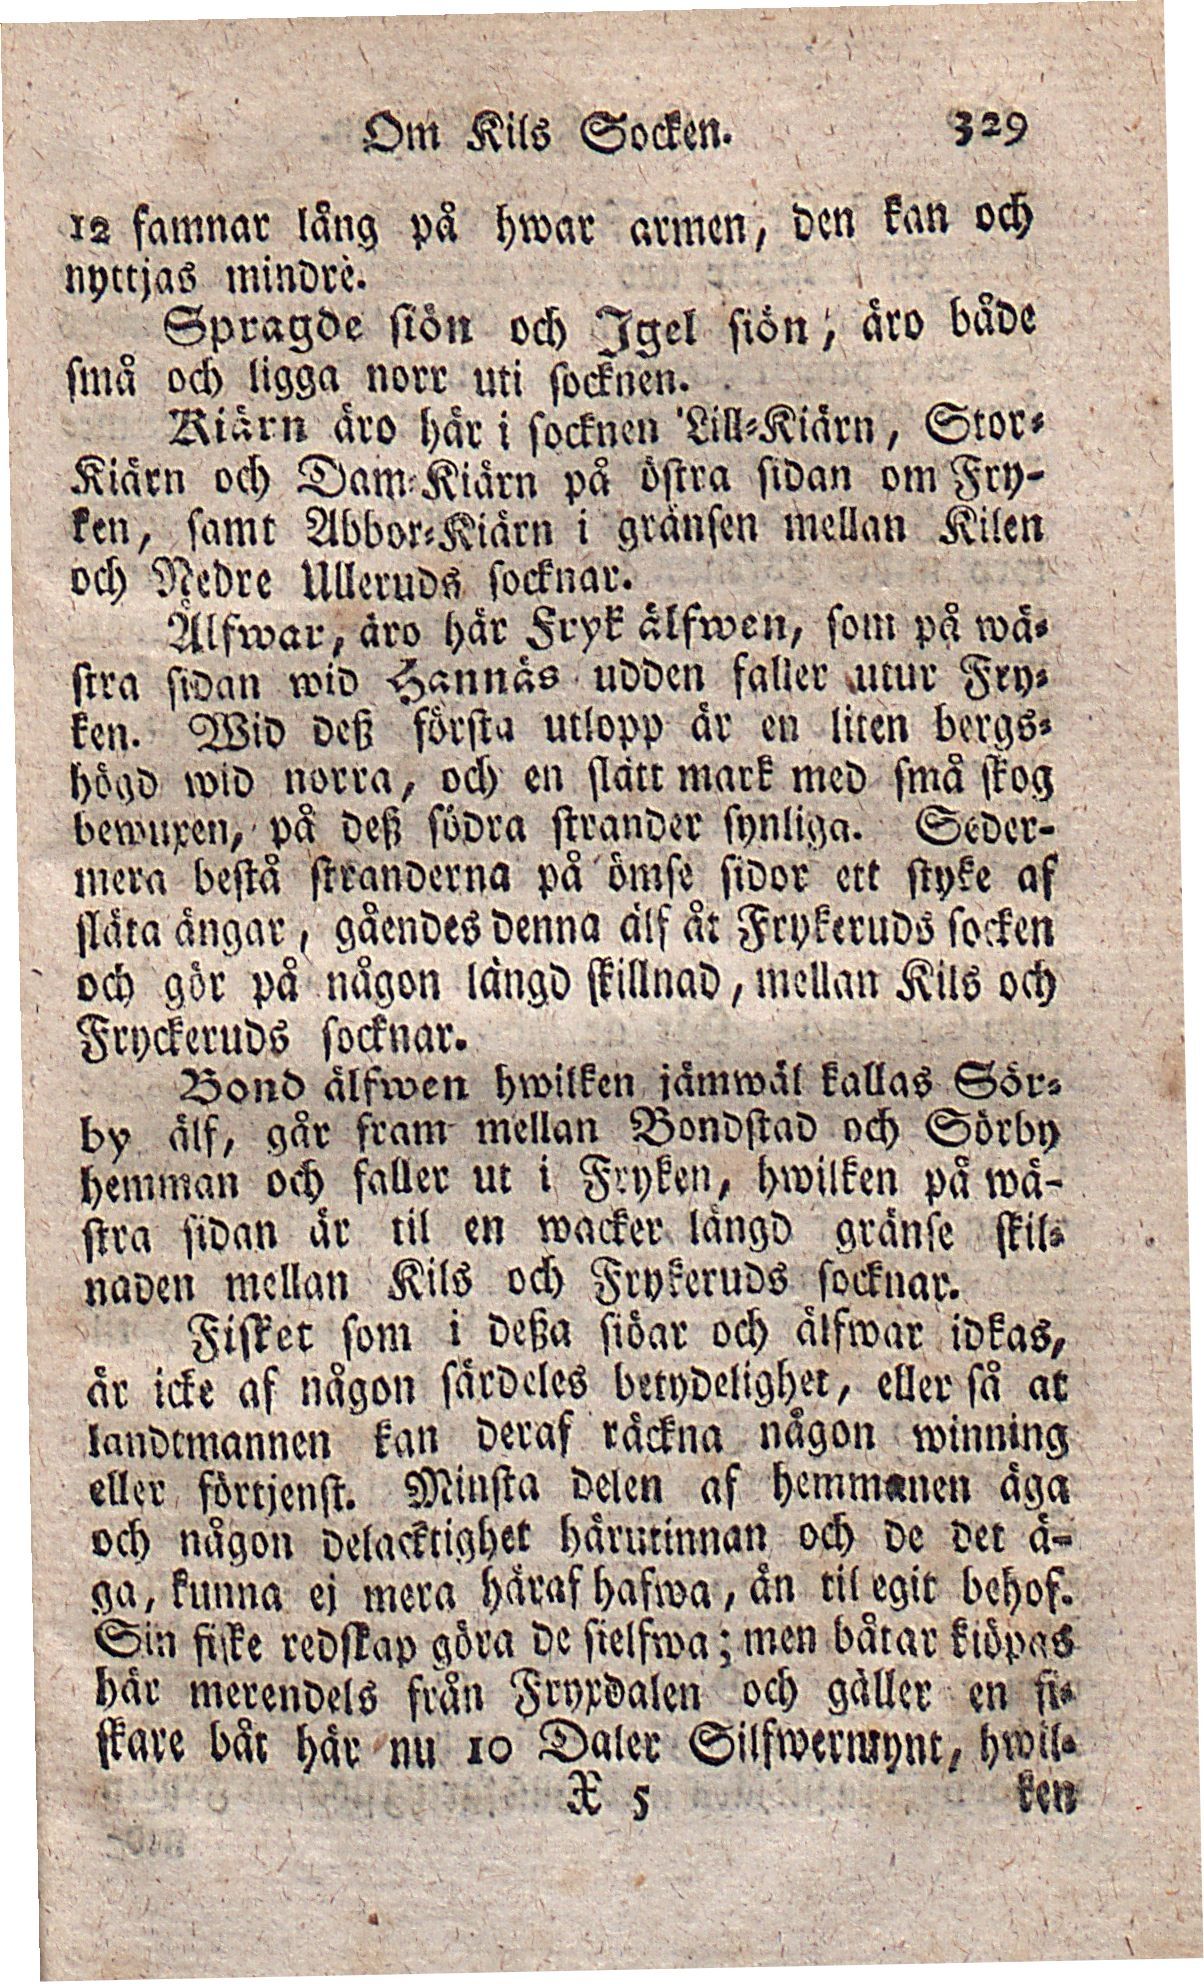 Om Kils Socken. 329
12 famnar lång på hwar armen, den kan och
nyttjas mindre.
Spragde siön och Igel siön, äro både
små och ligga norr uti socknen.
Kiärn äro här i socknen Lill-Kiärn, Stor-
Kiärn och Dam-Kiärn på östra sidan om Fry-
ken, samt Abbor-Kiärn i gränsen mellan Kilen
och Nedre Ulleruds socknar.
Älfwar, äro här Fryk älfwen, som på wä-
stra sidan wid Hannäs udden faller utur Fry-
ken. Wid deß första utlopp är en liten bergs-
högd wid norra, och en slätt mark med små skog
bewuxen, på deß södra strander synliga. Seder-
mera bestå stranderna på ömse sidor ett styke af
släta ängar, gåendes denna älf åt Frykeruds socken
och gör på någon längd skillnad, mellan Kils och
Fryckeruds socknar.
Bond älfwen hwilken jämwäl kallas Sör-
by älf, går fram mellan Bondstad och Sörby
hemman och faller ut i Fryken, hwilken på wä-
stra sidan är til en wacker längd gränse skil-
naden mellan Kils och Frykeruds socknar.
Fisket som i deßa siöar och älfwar idkas,
är icke af någon särdeles betydelighet, eller så at
landtmannen kan deraf räckna någon winning
eller förtjenst. Minsta delen af hemmanen äga
och någon delacktighet härutinnan och de det ä-
ga, kunna ej mera häraf hafwa, än til egit behof.
Sin fiske redskap göra de sielfwa; men båtar kiöpas
här merendels från Fryxdalen och gäller en fi-
skare båt här nu 10 Daler Silfwermynt, hwil-
X 5 ken